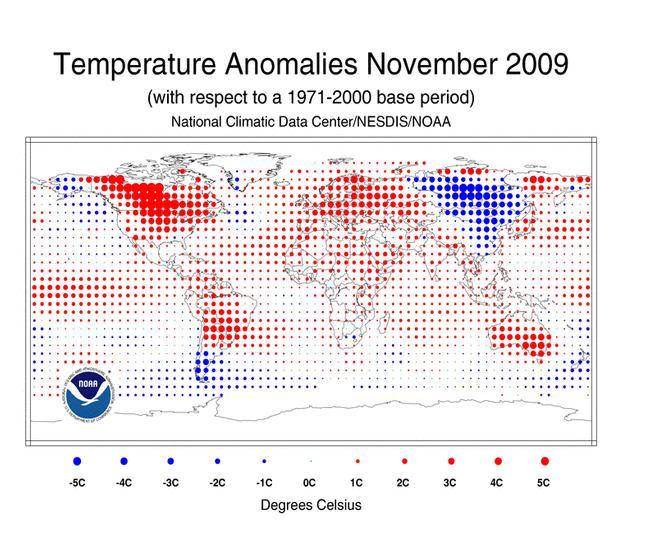 Temperature Anomalies November 2009
(with respect to a 1971-2000 base period)
National Climatic Data Center/NESDIS/NOAA
NOAA
-5C -4C -3C -2C -1C 0C 1C 2C 3C 4C 5C
Degrees Celsius